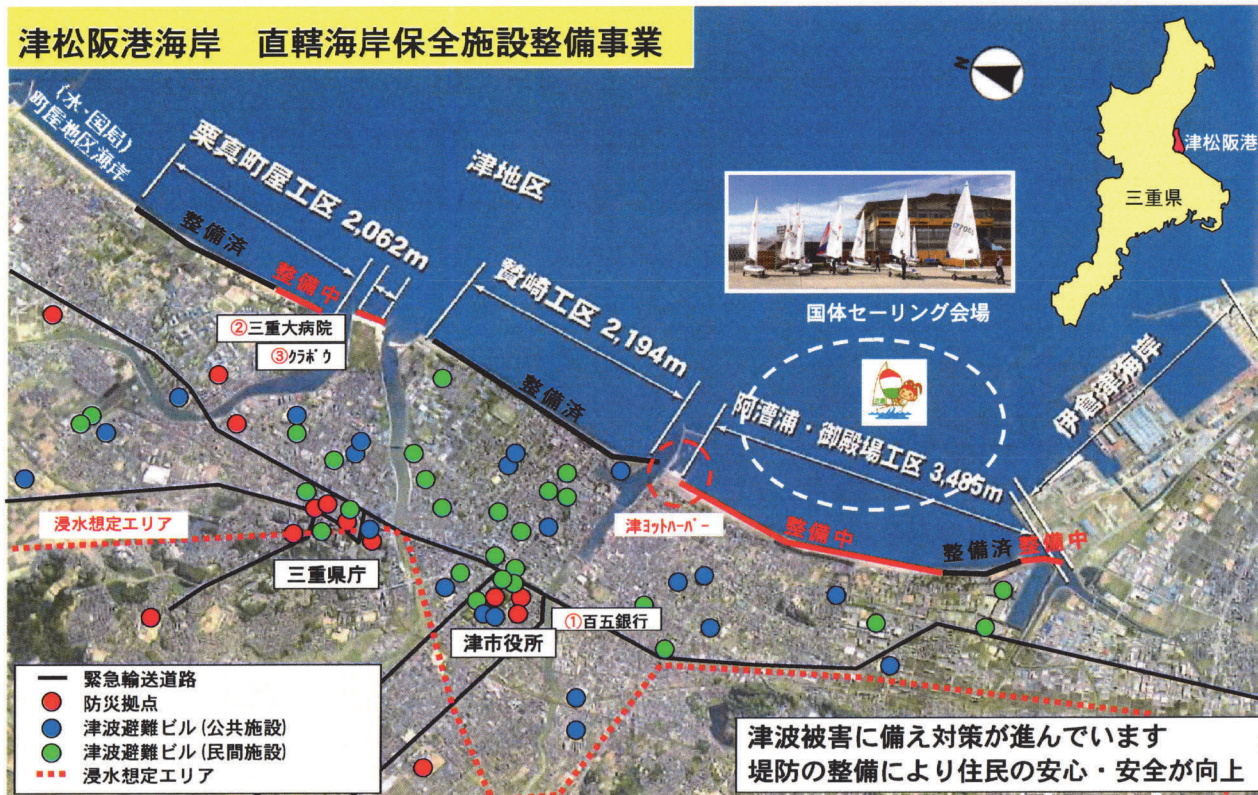 津松阪港海岸　直轄海岸保全施設整備事業
N
津松阪港
三重県
(水・国局)
町屋地区海岸
栗真町屋工区 2,062m
津地区
整備済
整備中
贄崎工区 2,194m
整備済
国体セーリング会場
阿漕浦・御殿場工区 3,485m
伊倉津海岸
②三重大病院
③クラボウ
津ヨットハーバー
整備中
整備済
整備中
浸水想定エリア
三重県庁
津市役所
①百五銀行
緊急輸送道路
防災拠点
津波避難ビル(公共施設)
津波避難ビル(民間施設)
浸水想定エリア
津波被害に備え対策が進んでいます
堤防の整備により住民の安心・安全が向上